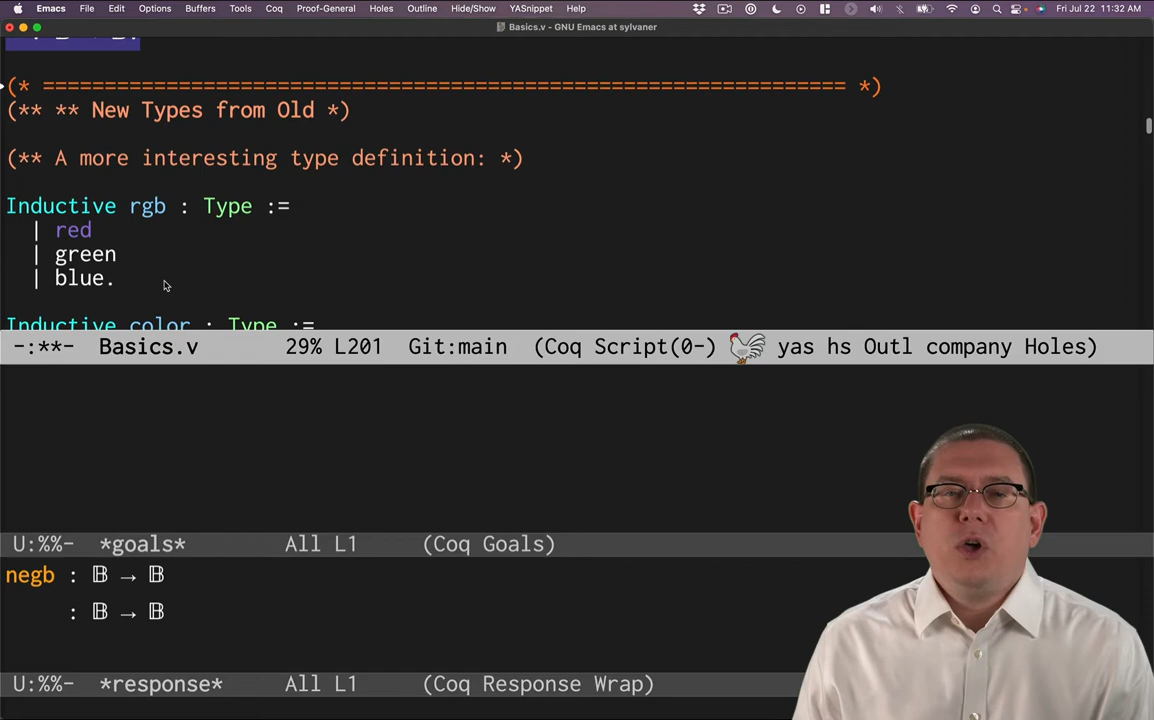 Emacs File Edit Options Buffers Tools Coq Proof-General Holes Outline Hide/Show YASnippet Help Fri Jul 22 11:32 AM
Basics.v - GNU Emacs at sylvaner
(* ================================================================= *)
(** ** New Types from Old *)
(** A more interesting type definition: *)
Inductive rgb : Type :=
| red
| green
| blue.
Inductive color : Type :=
-:**- Basics.v 29% L201 Git:main (Coq Script(0-) yas hs Outl company Holes)
U:%%- *goals* All L1 (Coq Goals)
negb : 𝔹 → 𝔹
: 𝔹 → 𝔹
U:%%- *response* All L1 (Coq Response Wrap)